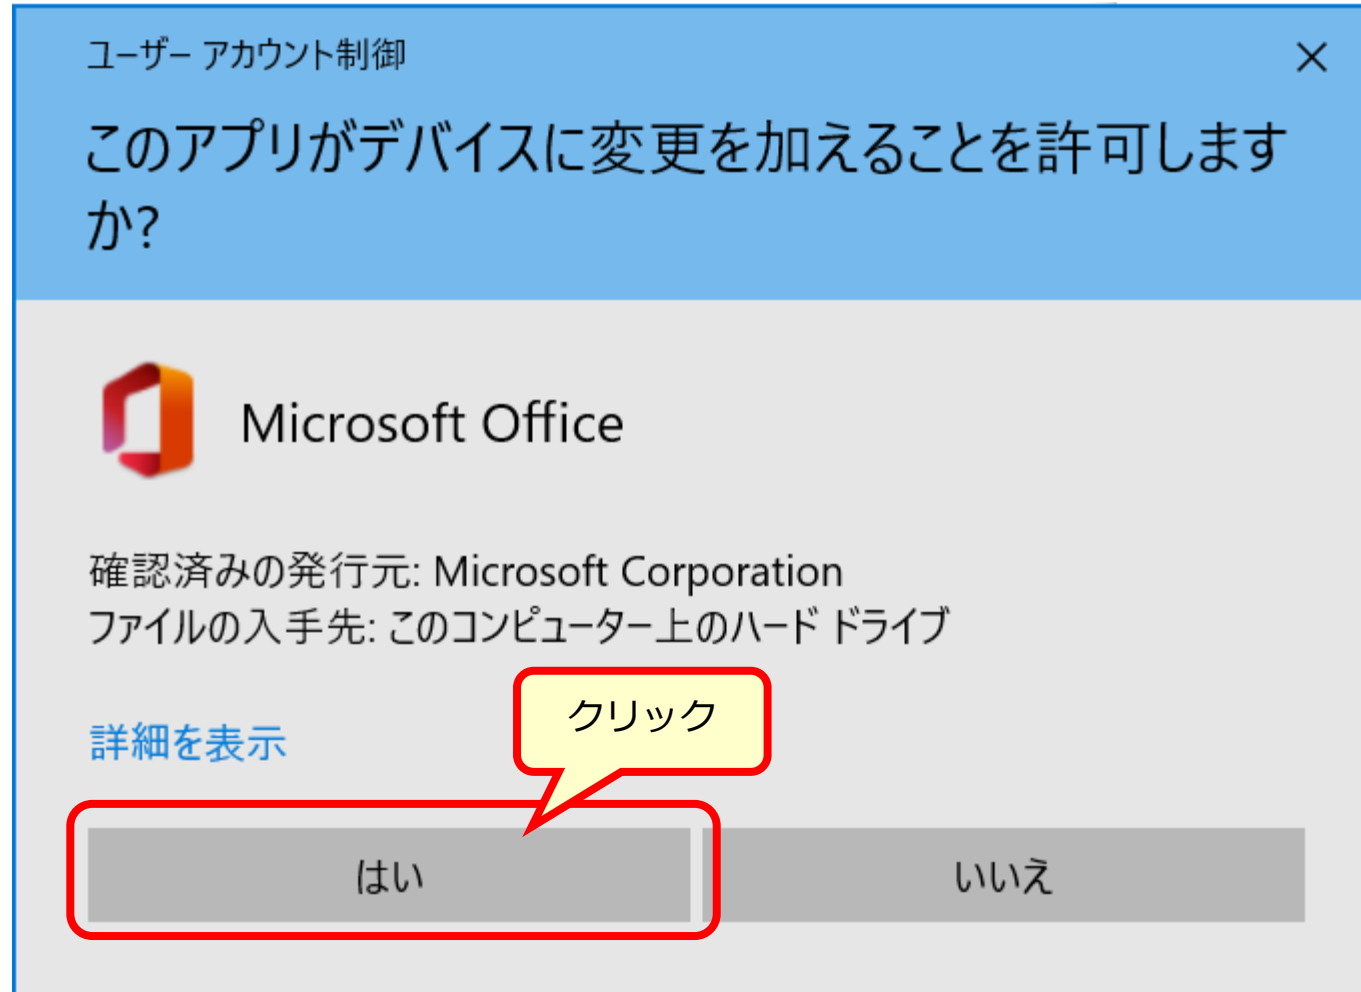 ユーザー アカウント制御
このアプリがデバイスに変更を加えることを許可します
か?
Microsoft Office
確認済みの発行元: Microsoft Corporation
ファイルの入手先: このコンピューター上のハード ドライブ
クリック
詳細を表示
はい
いいえ